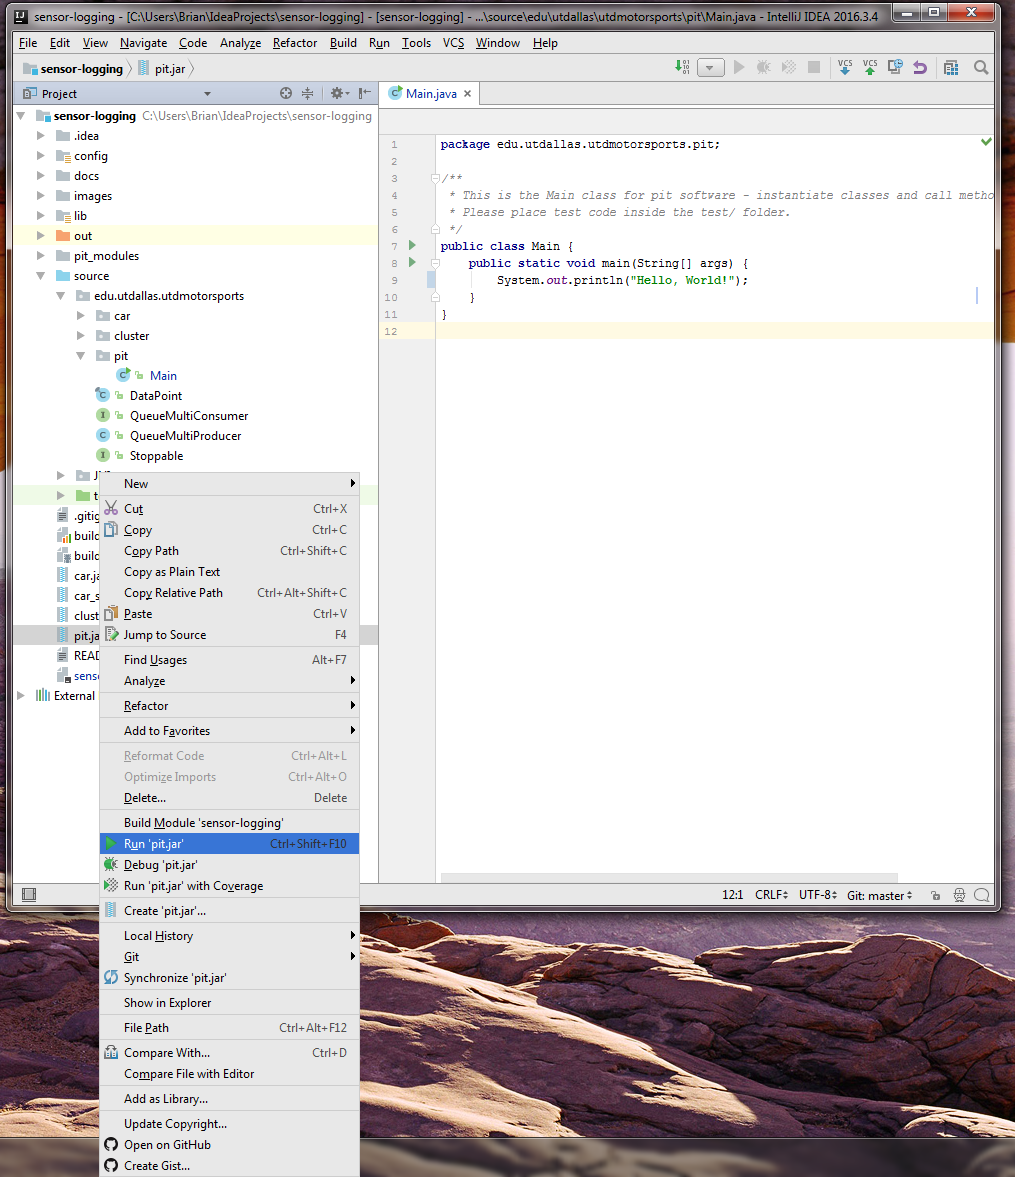 sensor-logging - [C:\Users\Brian\IdeaProjects\sensor-logging] - [sensor-logging] - ...\source\edu\utdallas\utdmotorsports\pit\Main.java - IntelliJ IDEA 2016.3.4
File Edit View Navigate Code Analyze Refactor Build Run Tools VCS Window Help
sensor-logging pit.jar
VCS VCS
Project
Main.java
sensor-logging C:\Users\Brian\IdeaProjects\sensor-logging
.idea
config
docs
images
lib
out
pit_modules
source
edu.utdallas.utdmotorsports
car
cluster
pit
Main
DataPoint
QueueMultiConsumer
QueueMultiProducer
Stoppable
.gitig
build
build
car.ja
car_s
clust
pit.ja
READ
senso
External
1 package edu.utdallas.utdmotorsports.pit;
2
3 /**
4 * This is the Main class for pit software - instantiate classes and call metho
5 * Please place test code inside the test/ folder.
6 */
7 public class Main {
8 public static void main(String[] args) {
9 System.out.println("Hello, World!");
10 }
11 }
12
New
Cut Ctrl+X
Copy Ctrl+C
Copy Path Ctrl+Shift+C
Copy as Plain Text
Copy Relative Path Ctrl+Alt+Shift+C
Paste Ctrl+V
Jump to Source F4
Find Usages Alt+F7
Analyze
Refactor
Add to Favorites
Reformat Code Ctrl+Alt+L
Optimize Imports Ctrl+Alt+O
Delete... Delete
Build Module 'sensor-logging'
Run 'pit.jar' Ctrl+Shift+F10
Debug 'pit.jar'
Run 'pit.jar' with Coverage
Create 'pit.jar'...
Local History
Git
Synchronize 'pit.jar'
Show in Explorer
File Path Ctrl+Alt+F12
Compare With... Ctrl+D
Compare File with Editor
Add as Library...
Update Copyright...
Open on GitHub
Create Gist...
12:1 CRLF UTF-8 Git: master